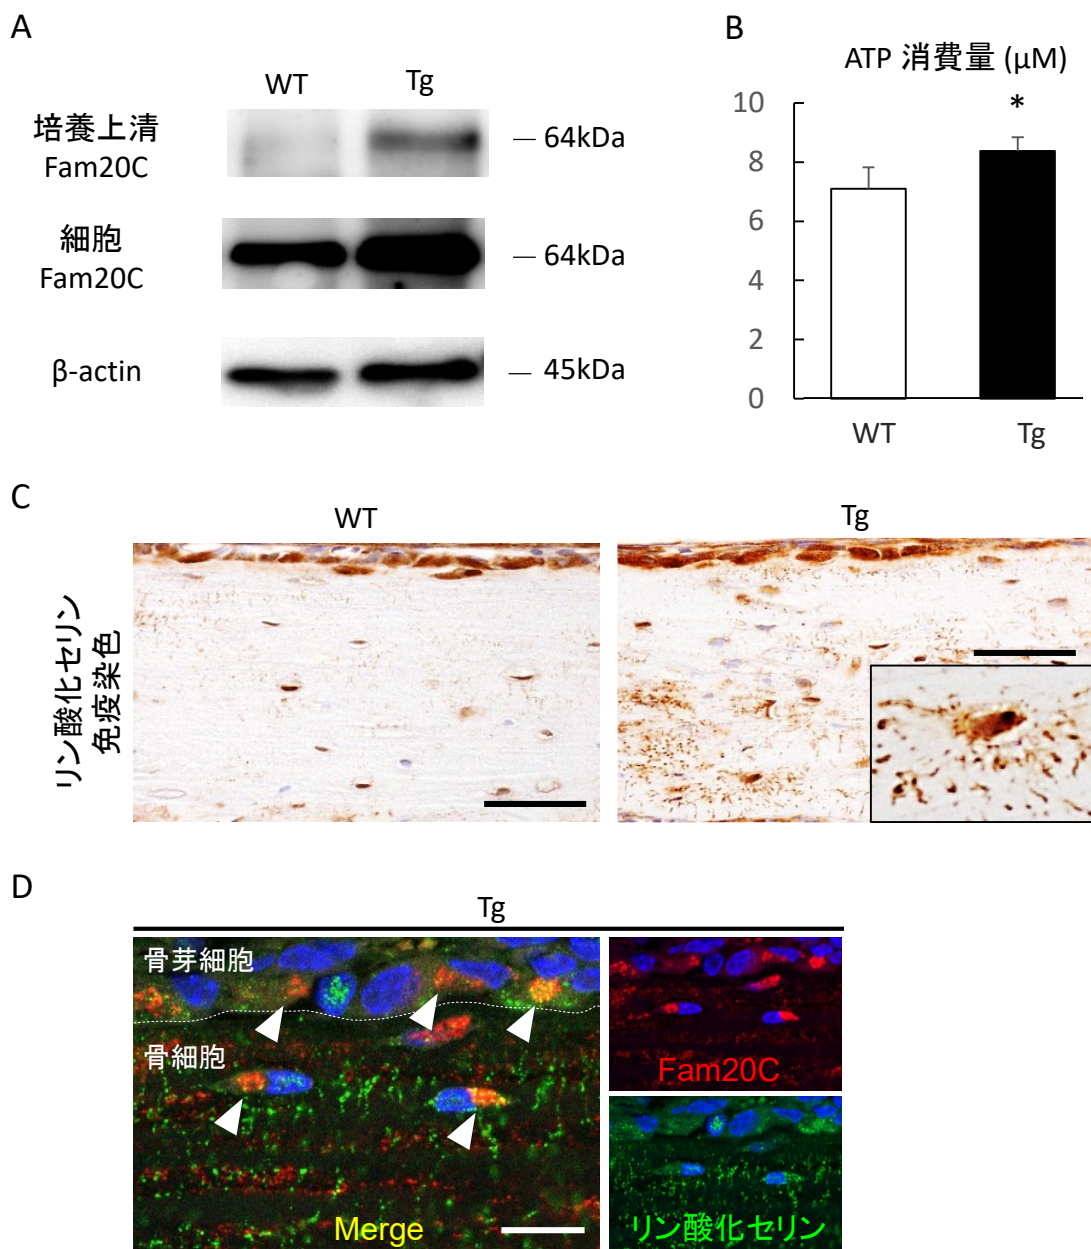 A
WT
Tg
培養上清
Fam20C
— 64kDa
細胞
Fam20C
— 64kDa
β-actin
— 45kDa
B
ATP 消費量 (μM)
*
10
8
6
4
2
0
WT
Tg
C
WT
Tg
リン酸化セリン
免疫染色
D
Tg
骨芽細胞
骨細胞
Merge
Fam20C
リン酸化セリン